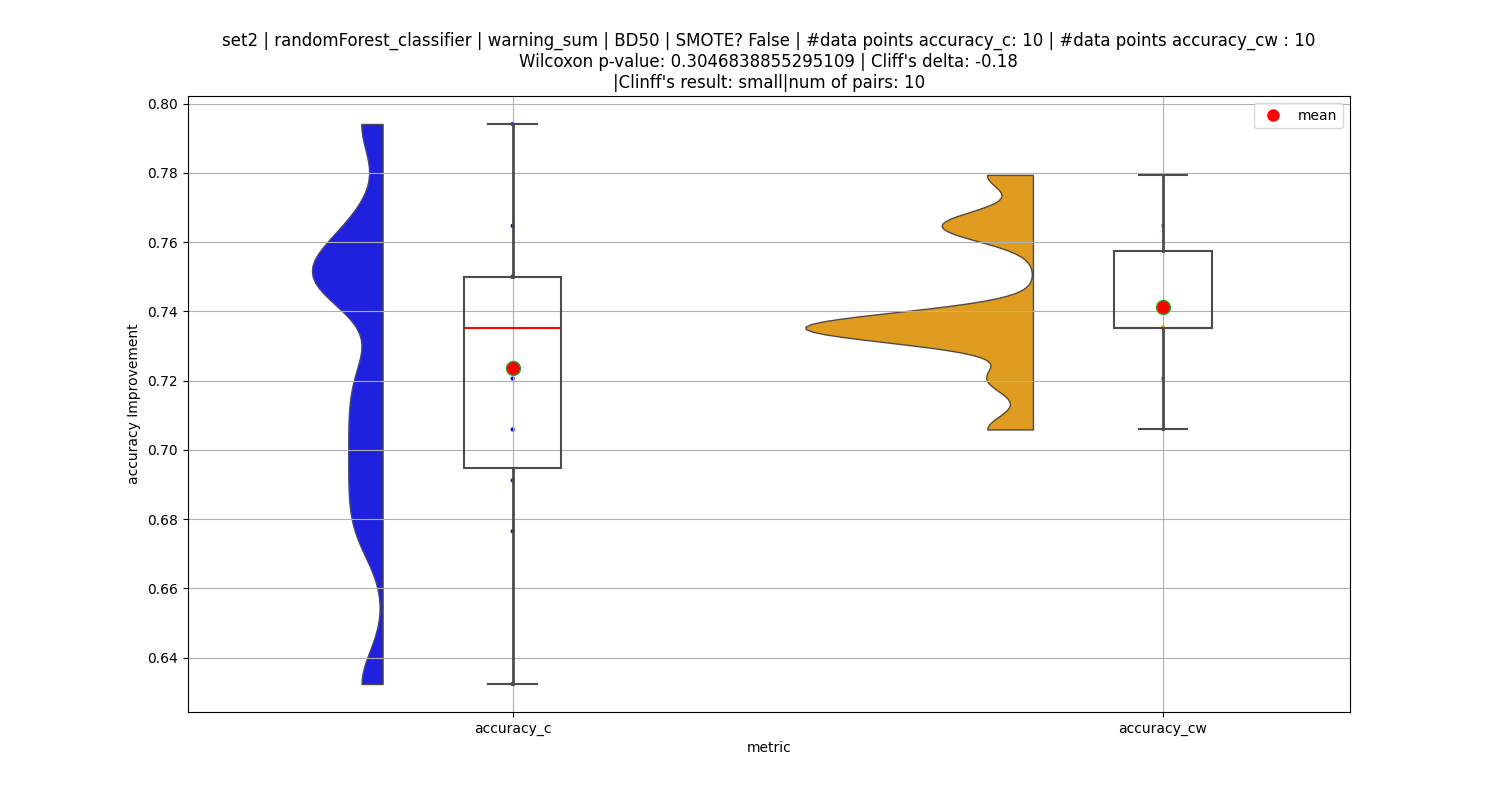 set2 | randomForest_classifier | warning_sum | BD50 | SMOTE? False | #data points accuracy_c: 10 | #data points accuracy_cw : 10
Wilcoxon p-value: 0.3046838855295109 | Cliff's delta: -0.18
|Clinff's result: small|num of pairs: 10
mean
0.80
0.78
0.76
0.74
0.72
0.70
0.68
0.66
0.64
accuracy Improvement
accuracy_c
accuracy_cw
metric